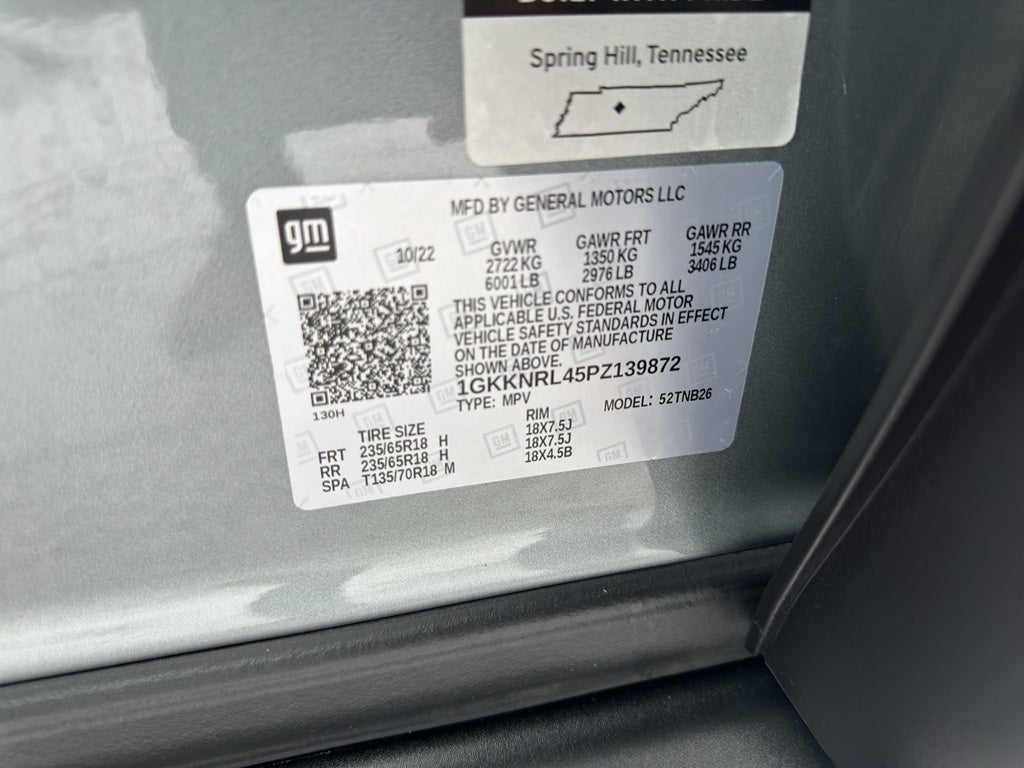 Spring Hill, Tennessee
gm
MFD BY GENERAL MOTORS LLC
10/22
GVWR GAWR FRT GAWR RR
2722 KG 1350 KG 1545 KG
6001 LB 2976 LB 3406 LB
THIS VEHICLE CONFORMS TO ALL
APPLICABLE U.S. FEDERAL MOTOR
VEHICLE SAFETY STANDARDS IN EFFECT
ON THE DATE OF MANUFACTURE
SHOWN ABOVE.
1GKKNRL45PZ139872
TYPE: MPV MODEL: 52TNB26
130H
TIRE SIZE RIM
FRT 235/65R18 H 18X7.5J
RR 235/65R18 H 18X7.5J
SPA T135/70R18 M 18X4.5B